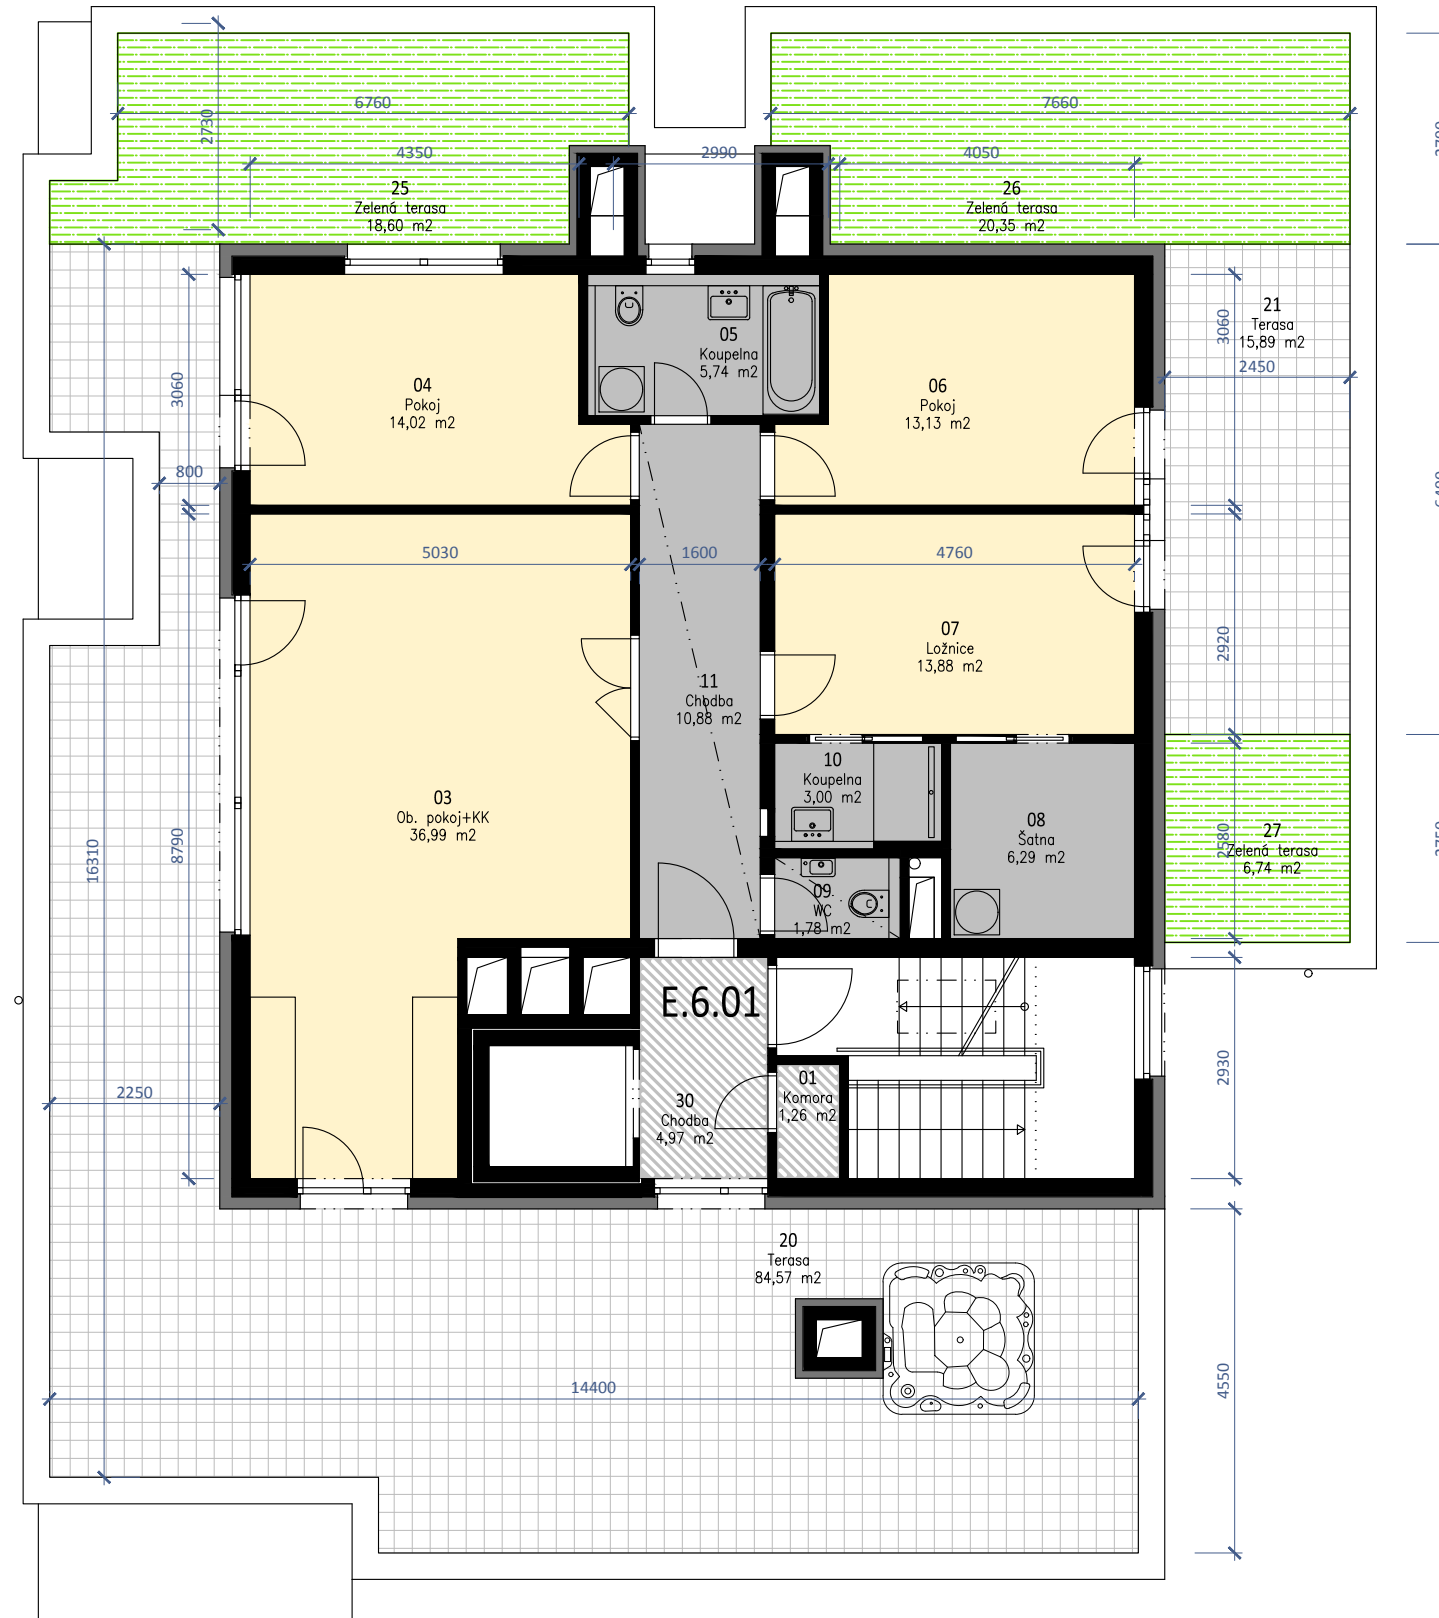 6760
7660
2730
4350
2990
4050
25
Zelená terasa
18,60 m2
26
Zelená terasa
20,35 m2
21
Terasa
15,89 m2
3060
2450
05
Koupelna
5,74 m2
04
Pokoj
14,02 m2
06
Pokoj
13,13 m2
3060
800
5030
1600
4760
07
Ložnice
13,88 m2
2920
11
Chodba
10,88 m2
10
Koupelna
3,00 m2
03
Ob. pokoj+KK
36,99 m2
08
Šatna
6,29 m2
27
Zelená terasa
6,74 m2
2580
16310
8790
09
WC
1,78 m2
E.6.01
2930
2250
30
Chodba
4,97 m2
01
Komora
1,26 m2
20
Terasa
84,57 m2
14400
4550